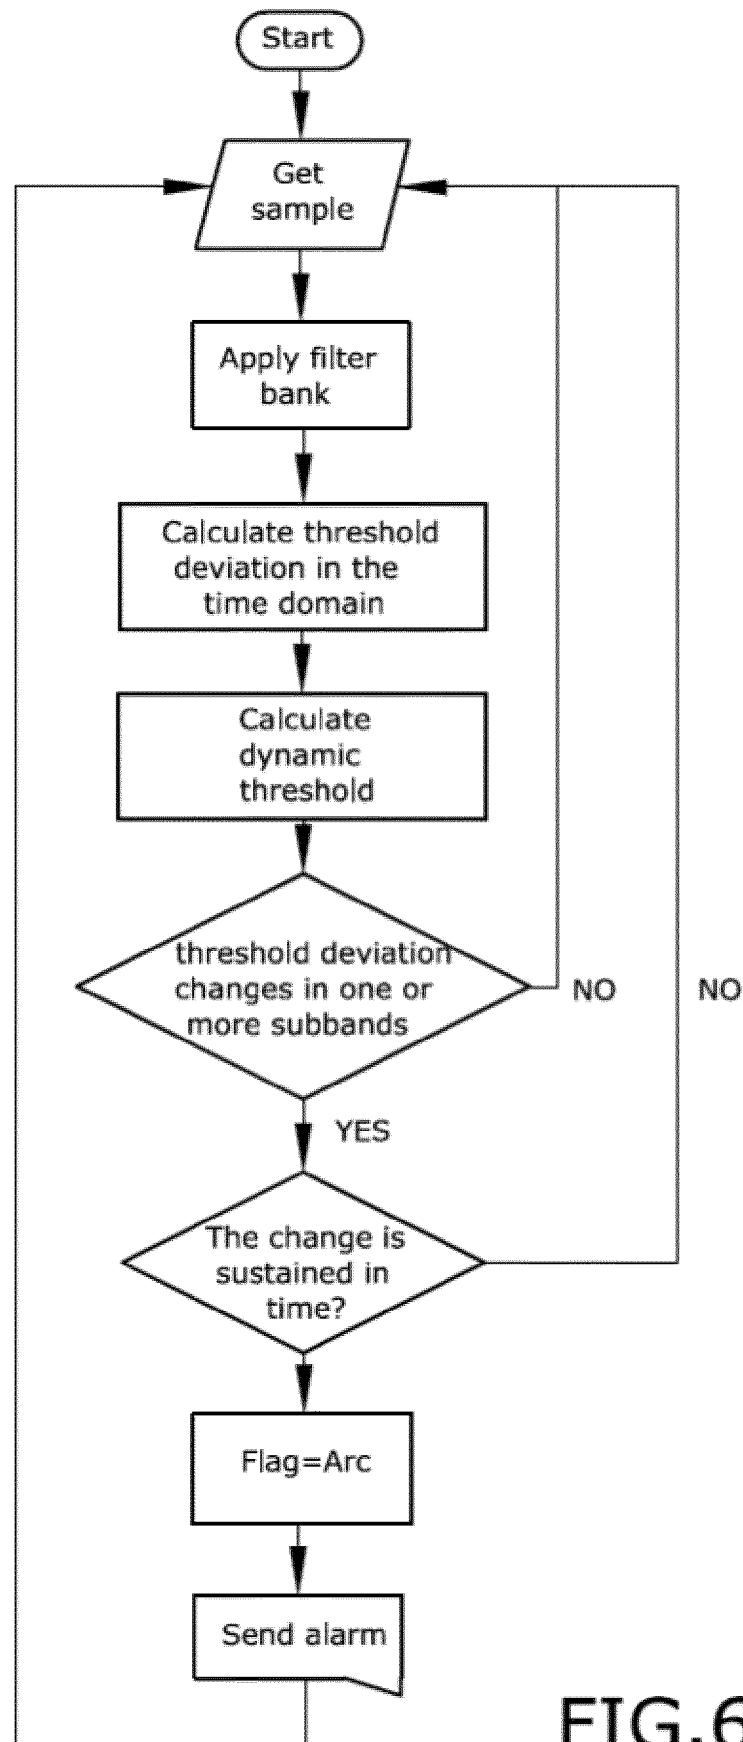 Start
Get
sample
Apply filter
bank
Calculate threshold
deviation in the
time domain
Calculate
dynamic
threshold
threshold deviation
changes in one or
more subbands
NO
NO
YES
The change is
sustained in
time?
Flag=Arc
Send alarm
FIG.6